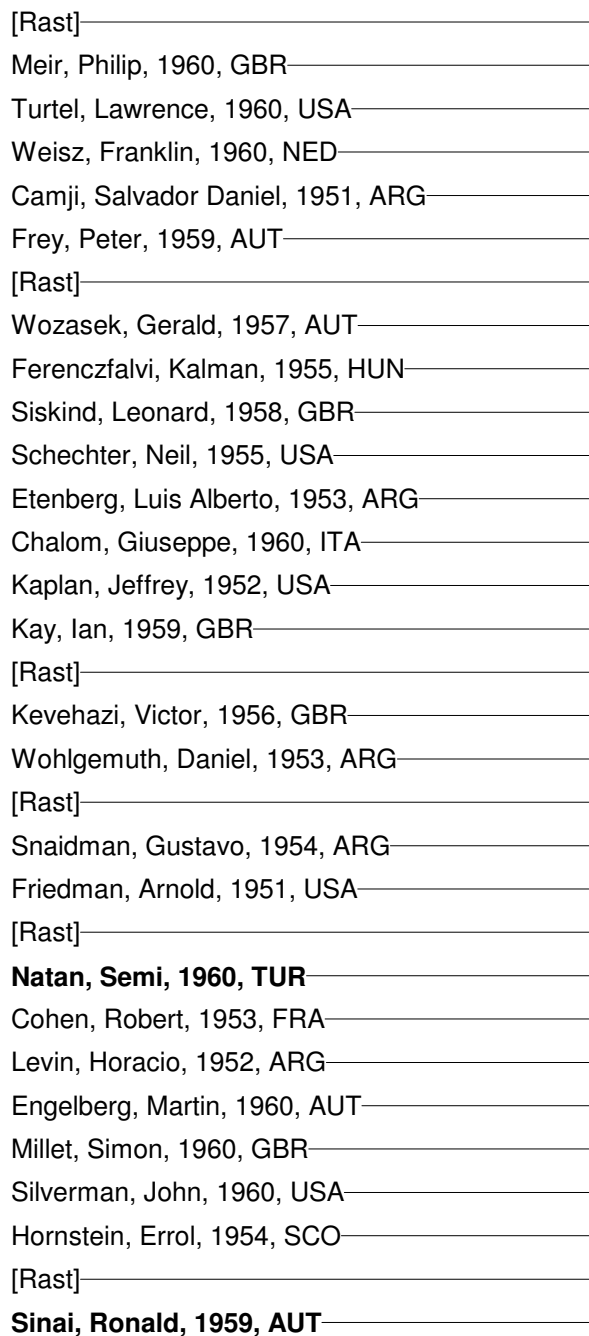 [Rast]
Meir, Philip, 1960, GBR
Turtel, Lawrence, 1960, USA
Weisz, Franklin, 1960, NED
Camji, Salvador Daniel, 1951, ARG
Frey, Peter, 1959, AUT
[Rast]
Wozasek, Gerald, 1957, AUT
Ferenczfalvi, Kalman, 1955, HUN
Siskind, Leonard, 1958, GBR
Schechter, Neil, 1955, USA
Etenberg, Luis Alberto, 1953, ARG
Chalom, Giuseppe, 1960, ITA
Kaplan, Jeffrey, 1952, USA
Kay, Ian, 1959, GBR
[Rast]
Kevehazi, Victor, 1956, GBR
Wohlgemuth, Daniel, 1953, ARG
[Rast]
Snaidman, Gustavo, 1954, ARG
Friedman, Arnold, 1951, USA
[Rast]
Natan, Semi, 1960, TUR
Cohen, Robert, 1953, FRA
Levin, Horacio, 1952, ARG
Engelberg, Martin, 1960, AUT
Millet, Simon, 1960, GBR
Silverman, John, 1960, USA
Hornstein, Errol, 1954, SCO
[Rast]
Sinai, Ronald, 1959, AUT